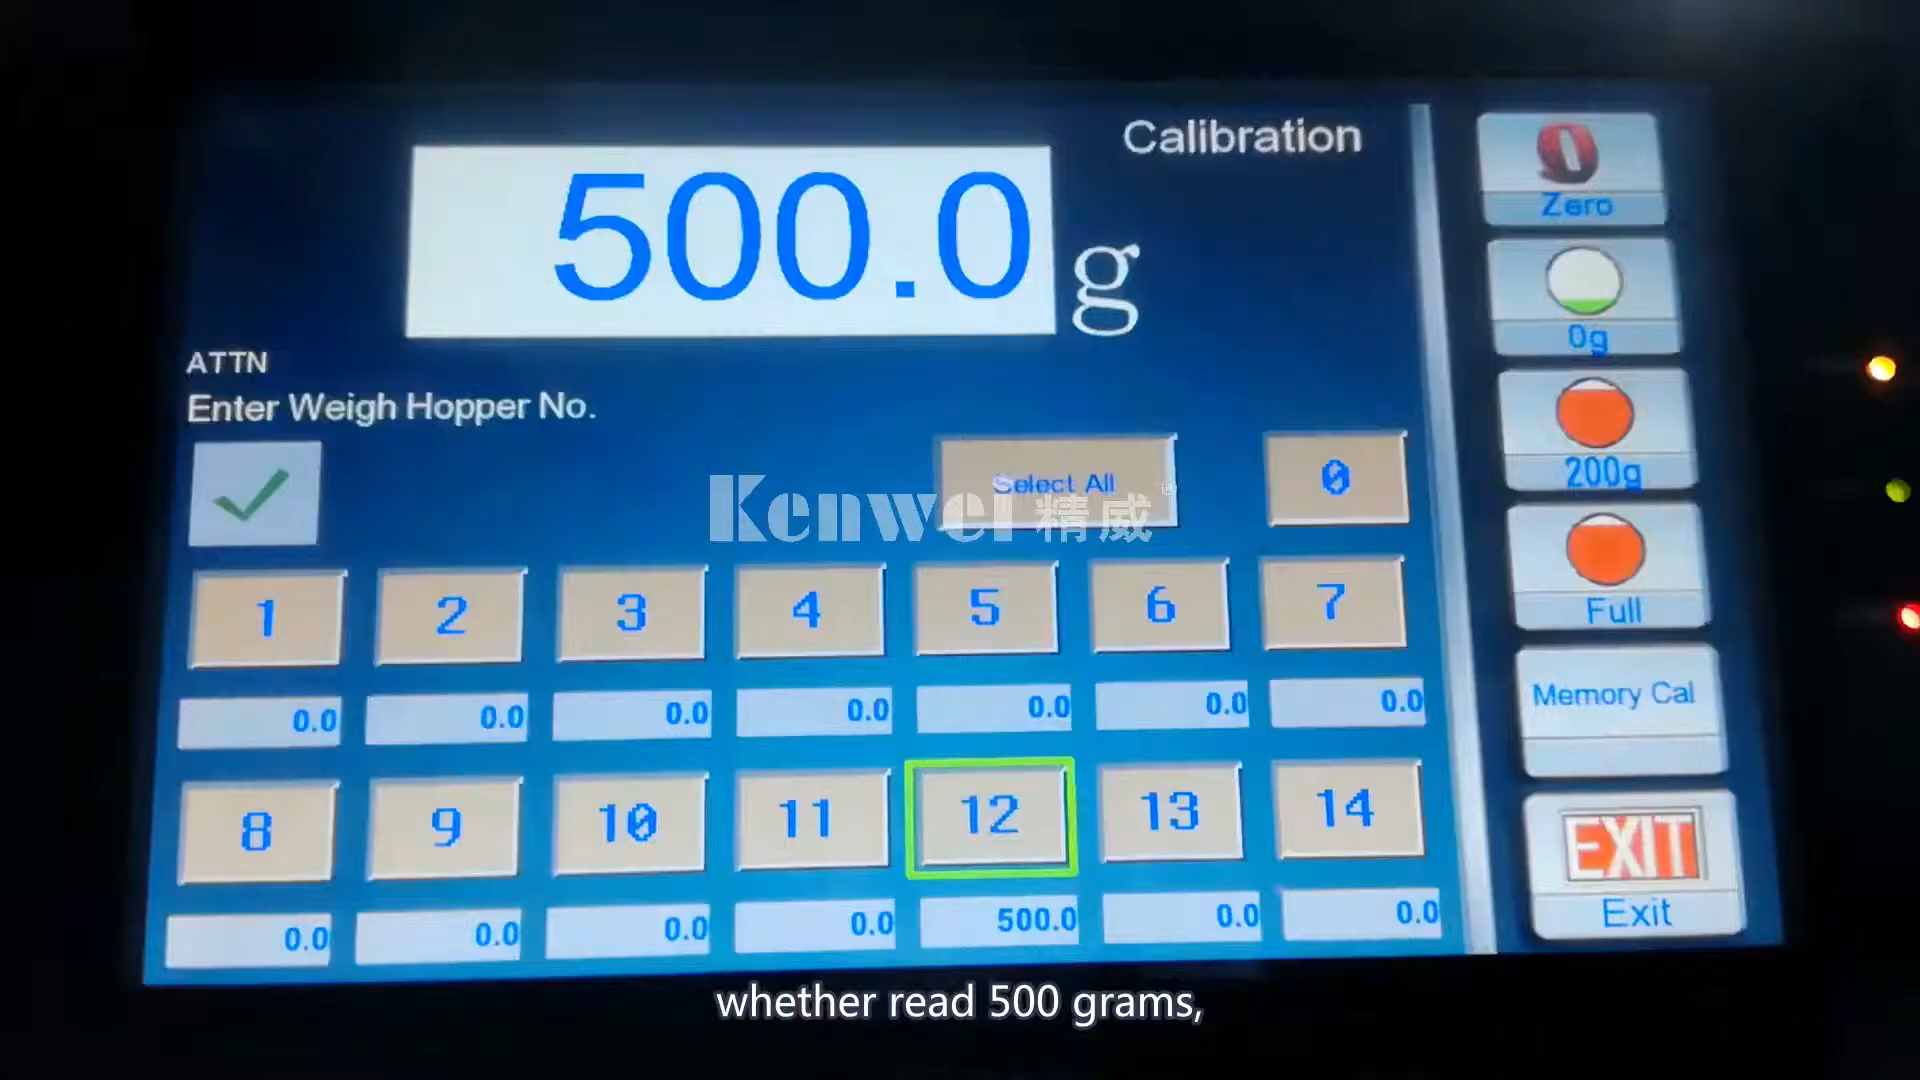 Calibration
500.0 g
ATTN
Enter Weigh Hopper No.
Select All
0
Kenwei 精威®
1 2 3 4 5 6 7
0.0 0.0 0.0 0.0 0.0 0.0 0.0
8 9 10 11 12 13 14
0.0 0.0 0.0 0.0 500.0 0.0 0.0
0
Zero
0g
200g
Full
Memory Cal
EXIT
Exit
whether read 500 grams,